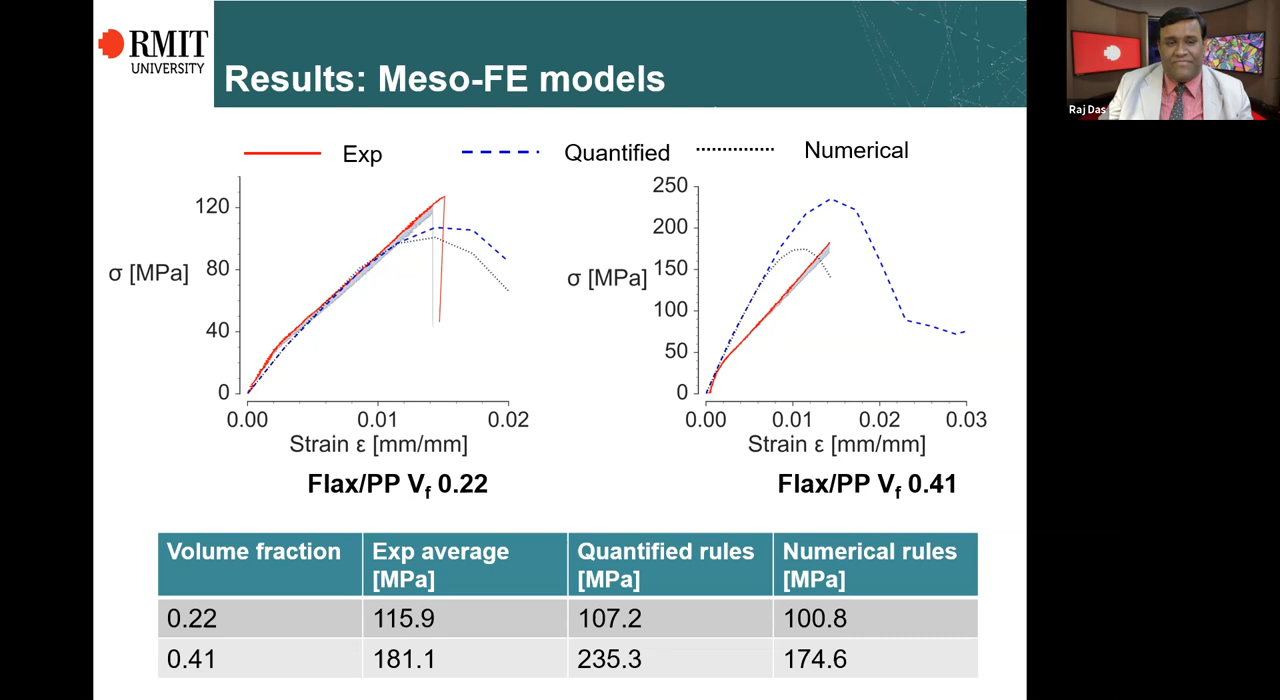 RMIT
UNIVERSITY
Results: Meso-FE models
Raj Das
Exp
Quantified
Numerical
120
80
40
0
σ [MPa]
0.00 0.01 0.02
Strain ε [mm/mm]
Flax/PP Vf 0.22
250
200
150
100
50
0
σ [MPa]
0.00 0.01 0.02 0.03
Strain ε [mm/mm]
Flax/PP Vf 0.41
Volume fraction Exp average [MPa] Quantified rules [MPa] Numerical rules [MPa]
0.22 115.9 107.2 100.8
0.41 181.1 235.3 174.6